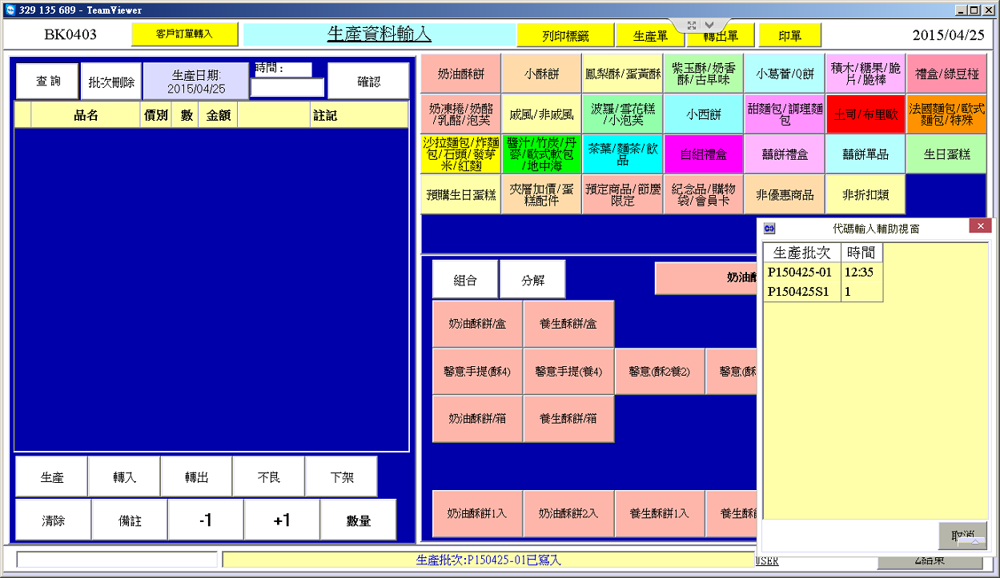 329 135 689 - TeamViewer
BK0403
客戶訂單轉入
生產資料輸入
列印標籤
生產單
轉出單
印單
2015/04/25
查 詢
批次刪除
生產日期:
2015/04/25
時間 :
確認
品名 價別 數 金額 註記
奶油酥餅
小酥餅
鳳梨酥/蛋黃酥
紫玉酥/奶香
酥/古早味
小葛蕾/Q餅
積木/糖果/脆
片/脆棒
禮盒/綠豆椪
奶凍捲/奶酪
/乳酪/泡芙
戚風/非戚風
波羅/雪花糕
/小泡芙
小西餅
甜麵包/調理麵
包
土司/布里歐
法國麵包/歐式
麵包/特殊
沙拉麵包/炸麵
包/石頭/發芽
米/紅麴
醬汁/竹炭/丹
麥/歐式軟包
/地中海
茶葉/麵茶/飲
品
自組禮盒
囍餅禮盒
囍餅單品
生日蛋糕
預購生日蛋糕
夾層加價/蛋
糕配件
預定商品/節慶
限定
紀念品/購物
袋/會員卡
非優惠商品
非折扣類
組合
分解
奶油
奶油酥餅/盒
養生酥餅/盒
馨意手提(酥4)
馨意手提(養4)
馨意(酥2養2)
馨意(酥
奶油酥餅/箱
養生酥餅/箱
奶油酥餅1入
奶油酥餅2入
養生酥餅1入
養生酥
代碼輸入輔助視窗
生產批次 時間
P150425-01 12:35
P150425S1 1
取消
生產
轉入
轉出
不良
下架
清除
備註
-1
+1
數量
生產批次:P150425-01已寫入
USER
Z結束